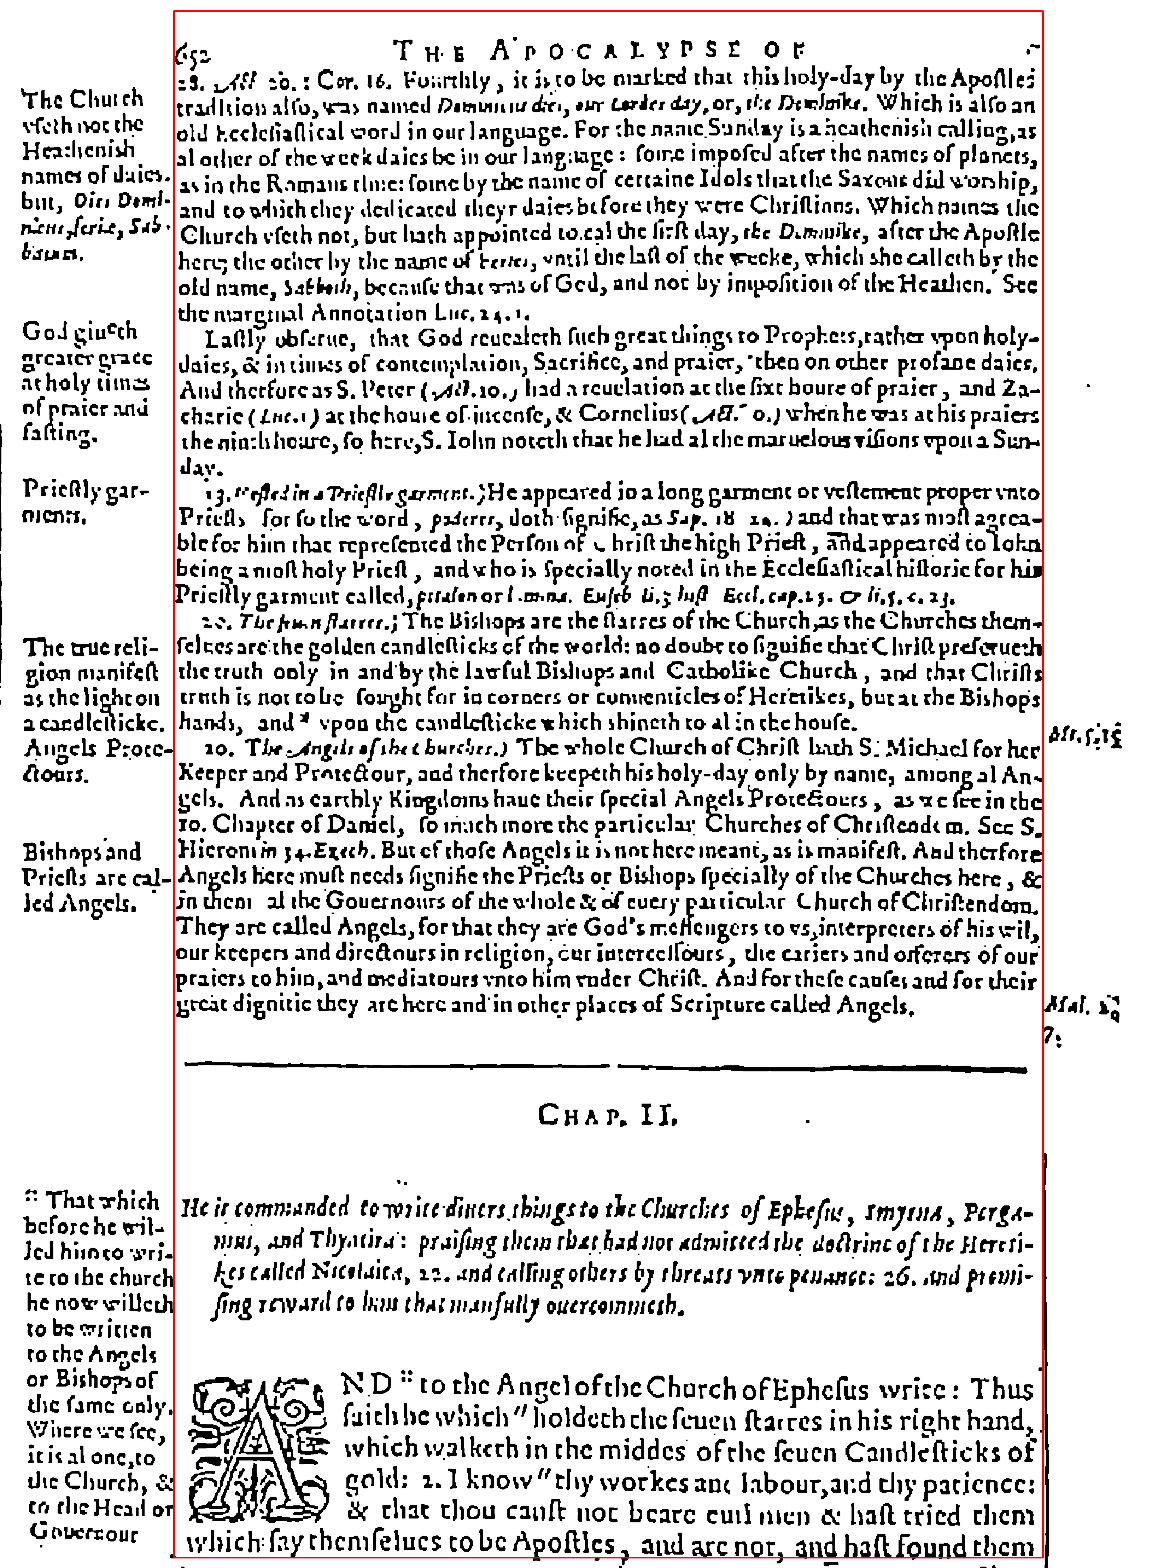 652 THE APOCALYPSE OF
Act. 20. 1 Cor. 16. Fourthly, it is to be marked that this holy-day by the Apostles
tradition also, was named Dominicus dies, our Lordes day, or, the Dominike. Which is also an
old Ecclesiastical word in our language. For the name Sunday is a heathenish calling, as
al other of the weekdaies be in our language: some imposed after the names of planets,
as in the Romans time: some by the name of certaine Idols that the Saxons did worship,
and to which they dedicated theyr daies before they were Christians. Which names the
Church vseth not, but hath appointed to cal the first day, the Dominike, after the Apostle
here; the other by the name of Feries, vntil the last of the weeke, which she calleth by the
old name, Sabboth, because that was of God, and not by imposition of the Heathen. See
the marginal Annotation Luc. 24. 1.
Lastly obserue, that God reuealeth such great things to Prophets, rather vpon holy-
daies, & in times of contemplation, Sacrifice, and praier, then on other profane daies.
And therfore as S. Peter (Act. 10.) had a reuelation at the sixt houre of praier, and Za-
charie (Luc. 1) at the houre of incense, & Cornelius (Act. 10.) when he was at his praiers
the ninth houre, so here, S. Iohn noteth that he had al the maruelous visions vpon a Sun-
day.
13. Vested in a Priestlie garment.) He appeared in a long garment or vestement proper vnto
Priests for so the word, poderes, doth signifie, as Sap. 18 24.) and that was most agrea-
ble for him that represented the Person of Christ the high Priest, and appeared to Iohn
being a most holy Priest, and who is specially noted in the Ecclesiastical historie for his
Priestly garment called, petalon or lamina. Euseb li. 3 hist Eccl. cap. 25. & li. 5. c. 23.
20. The seuen starres.) The Bishops are the starres of the Church, as the Churches them-
selues are the golden candlesticks of the world: no doubt to signifie that Christ preserueth
the truth only in and by the lawful Bishops and Catholike Church, and that Christs
truth is not to be sought for in corners or conuenticles of Heretikes, but at the Bishops
hands, and * vpon the candlesticke which shineth to al in the house.
20. The Angels of the Churches.) The whole Church of Christ hath S. Michael for her
Keeper and Protectour, and therfore keepeth his holy-day only by name, among al An-
gels. And as earthly Kingdoms haue their special Angels Protectours, as we see in the
10. Chapter of Daniel, so much more the particular Churches of Christendom. See S.
Hierom in 34. Ezech. But of those Angels it is not here meant, as is manifest. And therfore
Angels here must needs signifie the Priests or Bishops specially of the Churches here, &
in them al the Gouernours of the whole & of euery particular Church of Christendom.
They are called Angels, for that they are God's messengers to vs, interpreters of his wil,
our keepers and directours in religion, our intercessours, the cariers and offerers of our
praiers to him, and mediatours vnto him vnder Christ. And for these causes and for their
great dignitie they are here and in other places of Scripture called Angels.
The Church
vseth not the
Heathenish
names of daies.
but, Dies Domi-
nicus, feriæ, Sab-
batum.
God giueth
greater grace
at holy times
of praier and
fasting.
Priestly gar-
ments.
The true reli-
gion manifest
as the light on
a candlesticke.
Angels Prote-
ctours.
Bishops and
Priests are cal-
led Angels.
Mt. 5, 15
Mal. 2,
7.
CHAP. II.
He is commanded to write diuers things to the Churches of Ephesus, Smyrna, Perga-
mus, and Thyatira: praising them that had not admitted the doctrine of the Hereti-
kes called Nicolaita, 22. and calling others by threats vnto penance: 26. and promi-
sing reward to him that manfully ouercommeth.
AND :: to the Angel of the Church of Ephesus write: Thus
saith he which " holdeth the seuen starres in his right hand,
which walketh in the middes of the seuen Candlesticks of
gold: 2. I know " thy workes and labour, and thy patience:
& that thou canst not beare euil men & hast tried them
which say themselues to be Apostles, and are not, and hast found them
:: That which
before he wil-
led him to wri-
te to the church
he now willeth
to be written
to the Angels
or Bishops of
the same only.
Where we see,
it is al one, to
the Church, &
to the Head or
Gouernour